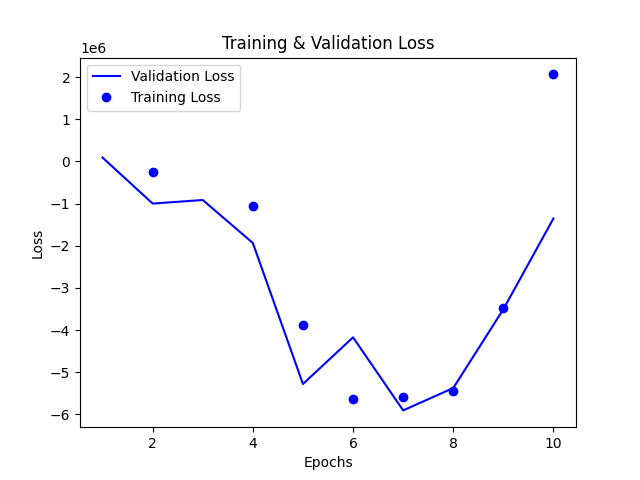 Training & Validation Loss
1e6
Validation Loss
Training Loss
2
1
0
−1
−2
−3
−4
−5
−6
Loss
2 4 6 8 10
Epochs